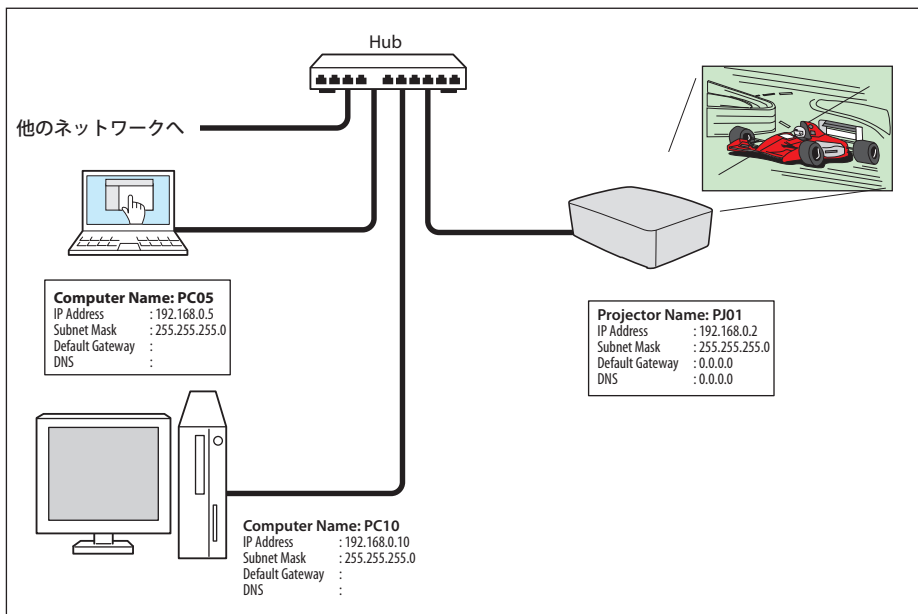 Hub
他のネットワークへ
Computer Name: PC05
IP Address : 192.168.0.5
Subnet Mask : 255.255.255.0
Default Gateway :
DNS :
Projector Name: PJ01
IP Address : 192.168.0.2
Subnet Mask : 255.255.255.0
Default Gateway : 0.0.0.0
DNS : 0.0.0.0
Computer Name: PC10
IP Address : 192.168.0.10
Subnet Mask : 255.255.255.0
Default Gateway :
DNS :